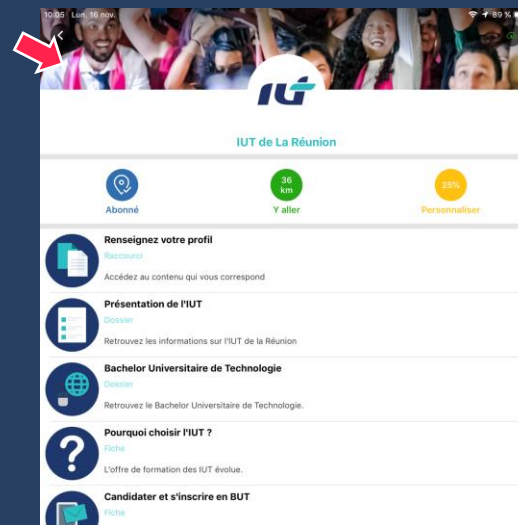 10:05 Lun. 16 nov.
89 %
IUT
IUT de La Réunion
36
km
25%
Abonné
Y aller
Personnaliser
Renseignez votre profil
Raccourci
Accédez au contenu qui vous correspond
Présentation de l'IUT
Dossier
Retrouvez les informations sur l'IUT de la Réunion
Bachelor Universitaire de Technologie
Dossier
Retrouvez le Bachelor Universitaire de Technologie.
Pourquoi choisir l'IUT ?
Fiche
?
L'offre de formation des IUT évolue.
Candidater et s'inscrire en BUT
Fiche